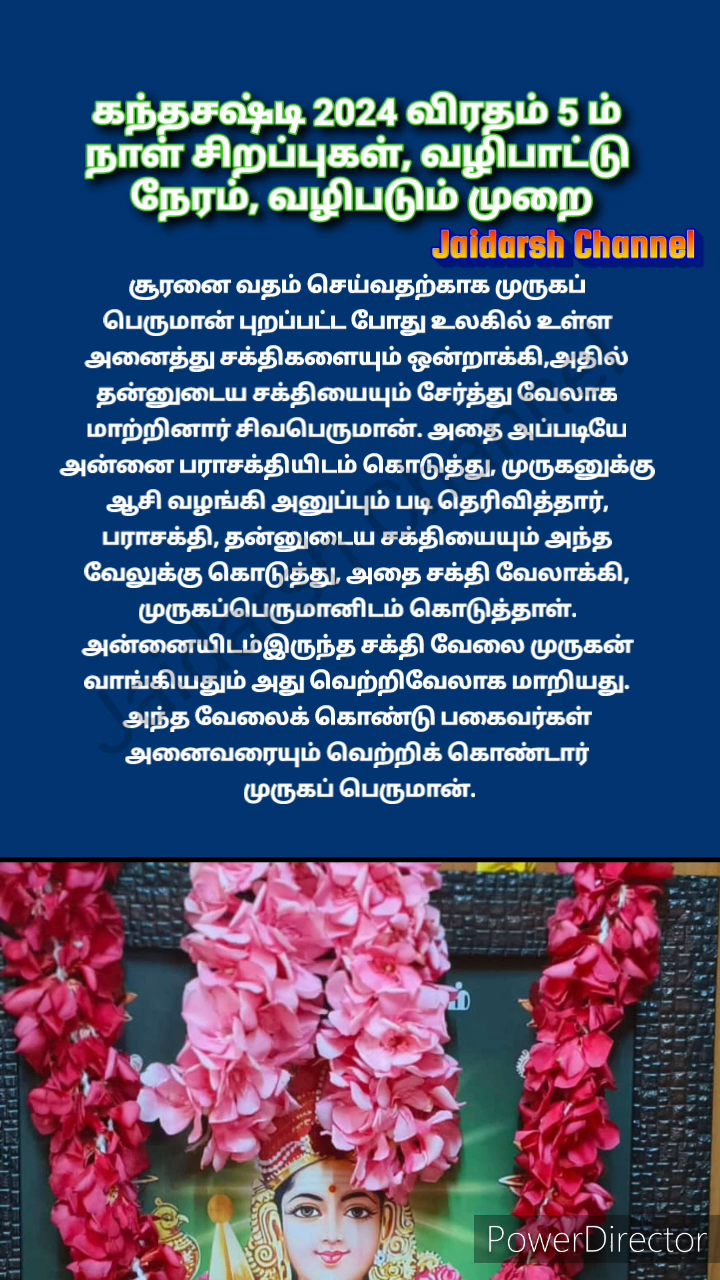 கந்தசஷ்டி 2024 விரதம் 5 ம்
நாள் சிறப்புகள், வழிபாட்டு
நேரம், வழிபடும் முறை
Jaidarsh Channel
சூரனை வதம் செய்வதற்காக முருகப்
பெருமான் புறப்பட்ட போது உலகில் உள்ள
அனைத்து சக்திகளையும் ஒன்றாக்கி,அதில்
தன்னுடைய சக்தியையும் சேர்த்து வேலாக
மாற்றினார் சிவபெருமான். அதை அப்படியே
அன்னை பராசக்தியிடம் கொடுத்து, முருகனுக்கு
ஆசி வழங்கி அனுப்பும் படி தெரிவித்தார்,
பராசக்தி, தன்னுடைய சக்தியையும் அந்த
வேலுக்கு கொடுத்து, அதை சக்தி வேலாக்கி,
முருகப்பெருமானிடம் கொடுத்தாள்.
அன்னையிடம்இருந்த சக்தி வேலை முருகன்
வாங்கியதும் அது வெற்றிவேலாக மாறியது.
அந்த வேலைக் கொண்டு பகைவர்கள்
அனைவரையும் வெற்றிக் கொண்டார்
முருகப் பெருமான்.
Jaidarsh Channel
PowerDirector